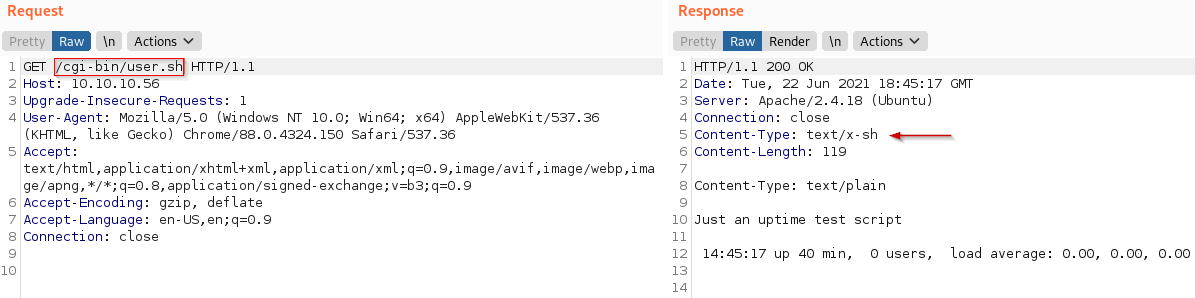 Request
Pretty Raw \n Actions
1 GET /cgi-bin/user.sh HTTP/1.1
2 Host: 10.10.10.56
3 Upgrade-Insecure-Requests: 1
4 User-Agent: Mozilla/5.0 (Windows NT 10.0; Win64; x64) AppleWebKit/537.36
(KHTML, like Gecko) Chrome/88.0.4324.150 Safari/537.36
5 Accept:
text/html,application/xhtml+xml,application/xml;q=0.9,image/avif,image/webp,ima
ge/apng,*/*;q=0.8,application/signed-exchange;v=b3;q=0.9
6 Accept-Encoding: gzip, deflate
7 Accept-Language: en-US,en;q=0.9
8 Connection: close
9
10
Response
Pretty Raw Render \n Actions
1 HTTP/1.1 200 OK
2 Date: Tue, 22 Jun 2021 18:45:17 GMT
3 Server: Apache/2.4.18 (Ubuntu)
4 Connection: close
5 Content-Type: text/x-sh
6 Content-Length: 119
7
8 Content-Type: text/plain
9
10 Just an uptime test script
11
12 14:45:17 up 40 min, 0 users, load average: 0.00, 0.00, 0.00
13
14